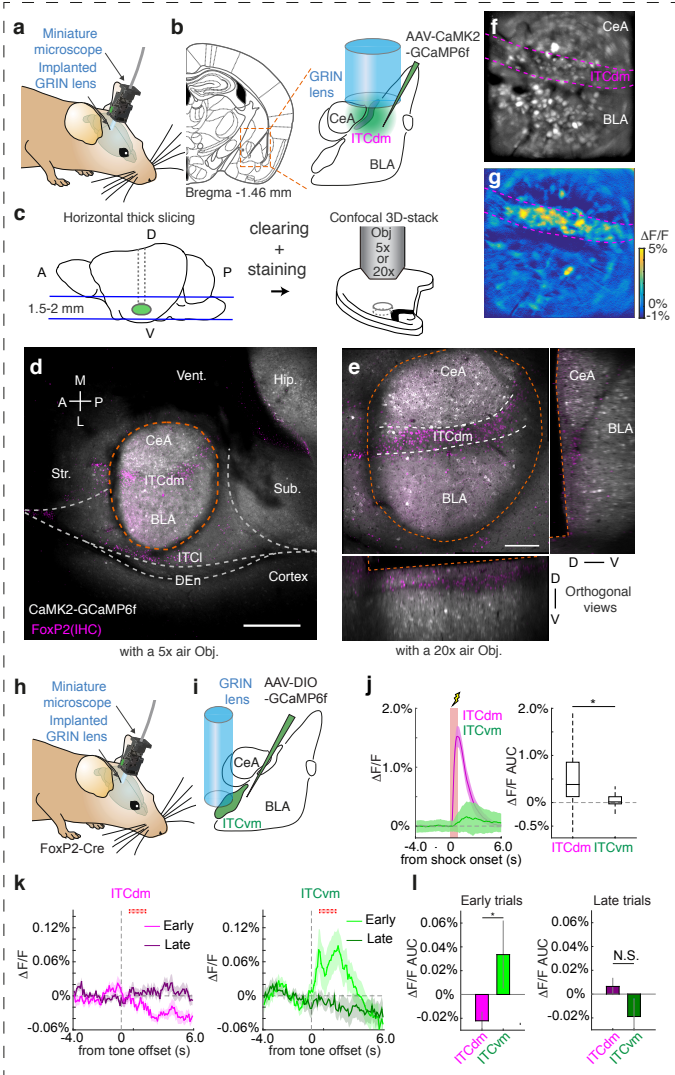 a
Miniature
microscope
Implanted
GRIN lens
b
AAV-CaMK2
-GCaMP6f
GRIN
lens
CeA
ITCdm
BLA
Bregma -1.46 mm
c
Horizontal thick slicing
D
A
P
1.5-2 mm
V
clearing
+
staining
Confocal 3D-stack
Obj
5x
or
20x
f
CeA
ITCdm
BLA
g
ΔF/F
5%
0%
-1%
d
M
A
P
L
Vent.
Hip.
CeA
Str.
ITCdm
Sub.
BLA
ITCl
DEn
Cortex
CaMK2-GCaMP6f
FoxP2(IHC)
with a 5x air Obj.
e
CeA
ITCdm
BLA
CeA
BLA
D
V
D
V
Orthogonal
views
with a 20x air Obj.
h
Miniature
microscope
Implanted
GRIN lens
FoxP2-Cre
i
GRIN
lens
AAV-DIO
-GCaMP6f
CeA
BLA
ITCvm
j
2.0%
1.0%
0%
ΔF/F
ITCdm
ITCvm
-4.0
0
5.0
from shock onset (s)
*
2.0%
1.0%
0%
-0.5%
ΔF/F AUC
ITCdm
ITCvm
k
ITCdm
0.12%
0.06%
0%
-0.06%
ΔF/F
Early
Late
-4.0
0
6.0
from tone offset (s)
ITCvm
0.12%
0.06%
0%
-0.06%
ΔF/F
Early
Late
-4.0
0
6.0
from tone offset (s)
l
Early trials
*
0.06%
0.04%
0%
-0.02%
ΔF/F AUC
ITCdm
ITCvm
Late trials
N.S.
0.06%
0.04%
0%
-0.02%
ΔF/F AUC
ITCdm
ITCvm